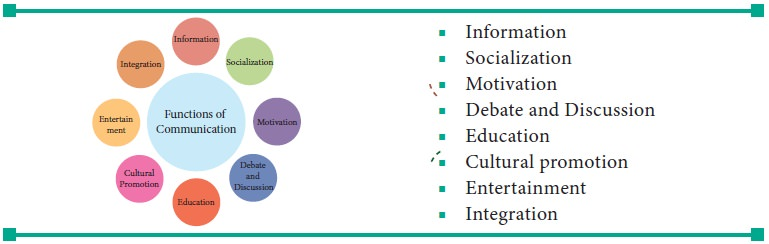 Information
Socialization
Motivation
Debate
and
Discussion
Education
Cultural
Promotion
Entertain
ment
Integration
Functions of
Communication
Information
Socialization
Motivation
Debate and Discussion
Education
Cultural promotion
Entertainment
Integration